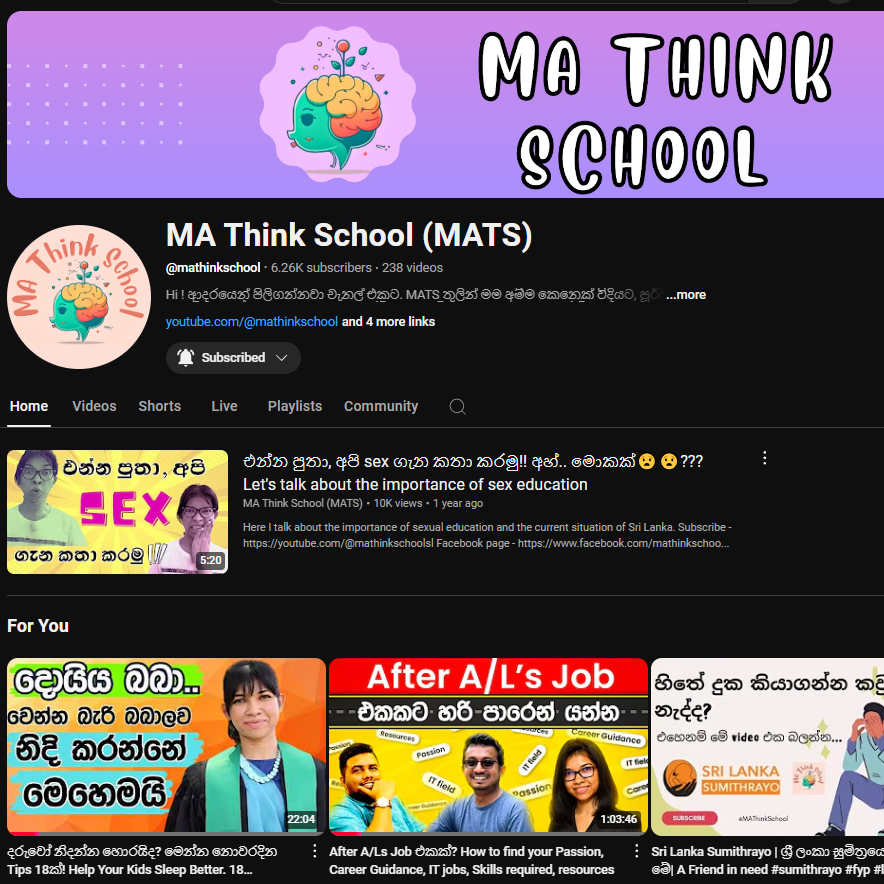 MA THINK
SCHOOL
MA Think School
MA Think School (MATS)
@mathinkschool · 6.26K subscribers · 238 videos
Hi ! ආදරයෙන් පිලිගන්නවා චැනල් එකට. MATS තුලින් මම අම්ම කෙනෙක් විදියට, ...more
youtube.com/@mathinkschool and 4 more links
Subscribed
Home Videos Shorts Live Playlists Community
එන්න පුතා, අපි
SEX
ගැන කතා කරමු!!!
5:20
එන්න පුතා, අපි sex ගැන කතා කරමු!! අහ්.. මොකක්😧 😧 ???
Let's talk about the importance of sex education
MA Think School (MATS) • 10K views • 1 year ago
Here I talk about the importance of sexual education and the current situation of Sri Lanka. Subscribe -
https://youtube.com/@mathinkschoolsl Facebook page - https://www.facebook.com/mathinkschoo...
For You
දොයිය බබා..
වෙන්න බැරි බබාලව
නිදි කරන්නේ
මෙහෙමයි
22:04
දරුවෝ නිදන්න හොරයිද? මෙන්න නොවරදින
Tips 18ක්! Help Your Kids Sleep Better. 18...
After A/L's Job
එකකට හරි පාරෙන් යන්න
Resources
Passion
IT field
Career Guidance
Passion
1:03:46
After A/Ls Job එකක්? How to find your Passion,
Career Guidance, IT jobs, Skills required, resources
හිතේ දුක කියාගන්න
නැද්ද?
එහෙනම් මේ video එක බලන්න...
SRI LANKA
SUMITHRAYO
MA Think School
SUBSCRIBE
@MAThinkSchool
Sri Lanka Sumithrayo | ශ්‍රී ලංකා සුමිත්‍රයෝ
මේ| A Friend in need #sumithrayo #fyp